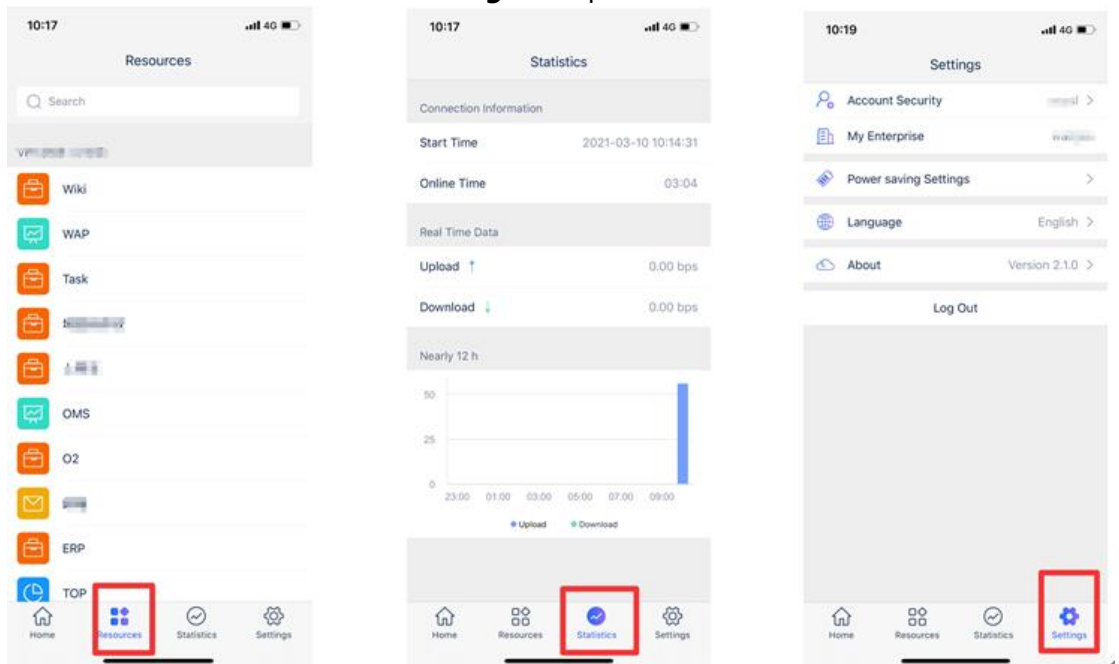 10:17
4G
Resources
Search
Wiki
WAP
Task
OMS
O2
ERP
TOP
Home
Resources
Statistics
Settings
10:17
4G
Statistics
Connection Information
Start Time 2021-03-10 10:14:31
Online Time 03:04
Real Time Data
Upload ↑ 0.00 bps
Download ↓ 0.00 bps
Nearly 12 h
50
25
0
23:00 01:00 03:00 05:00 07:00 09:00
Upload Download
Home
Resources
Statistics
Settings
10:19
4G
Settings
Account Security >
My Enterprise
Power saving Settings >
Language English >
About Version 2.1.0 >
Log Out
Home
Resources
Statistics
Settings